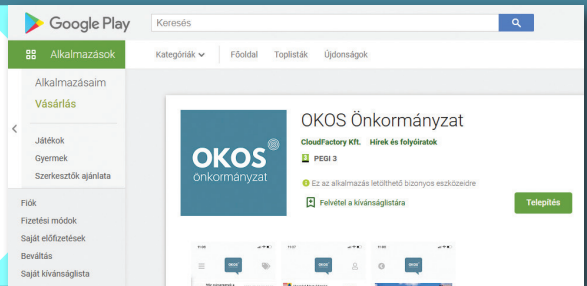 Google Play
Keresés
Alkalmazások
Kategóriák
Főoldal
Toplisták
Újdonságok
Alkalmazásaim
Vásárlás
Játékok
Gyermek
Szerkesztők ajánlata
Fiók
Fizetési módok
Saját előfizetések
Beváltás
Saját kívánságlista
OKOS®
önkormányzat
OKOS Önkormányzat
CloudFactory Kft. Hírek és folyóiratok
PEGI 3
Ez az alkalmazás letölthető bizonyos eszközeidre
Felvétel a kívánságlistára
Telepítés